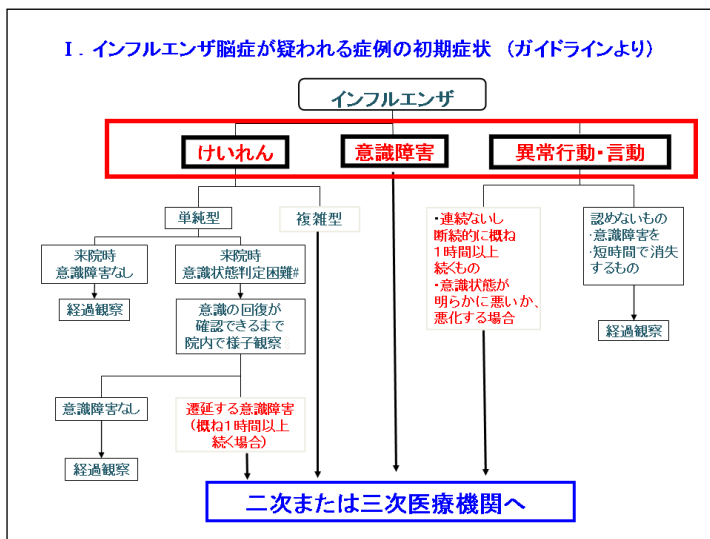 Ⅰ．インフルエンザ脳症が疑われる症例の初期症状 （ガイドラインより）
インフルエンザ
けいれん
意識障害
異常行動・言動
単純型
複雑型
・連続ないし
断続的に概ね
1時間以上
続くもの
・意識状態が
明らかに悪いか、
悪化する場合
認めないもの
・意識障害を
・短時間で消失
するもの
来院時
意識障害なし
来院時
意識状態判定困難#
経過観察
意識の回復が
確認できるまで
院内で様子観察
経過観察
意識障害なし
遷延する意識障害
（概ね1時間以上
続く場合）
経過観察
二次または三次医療機関へ